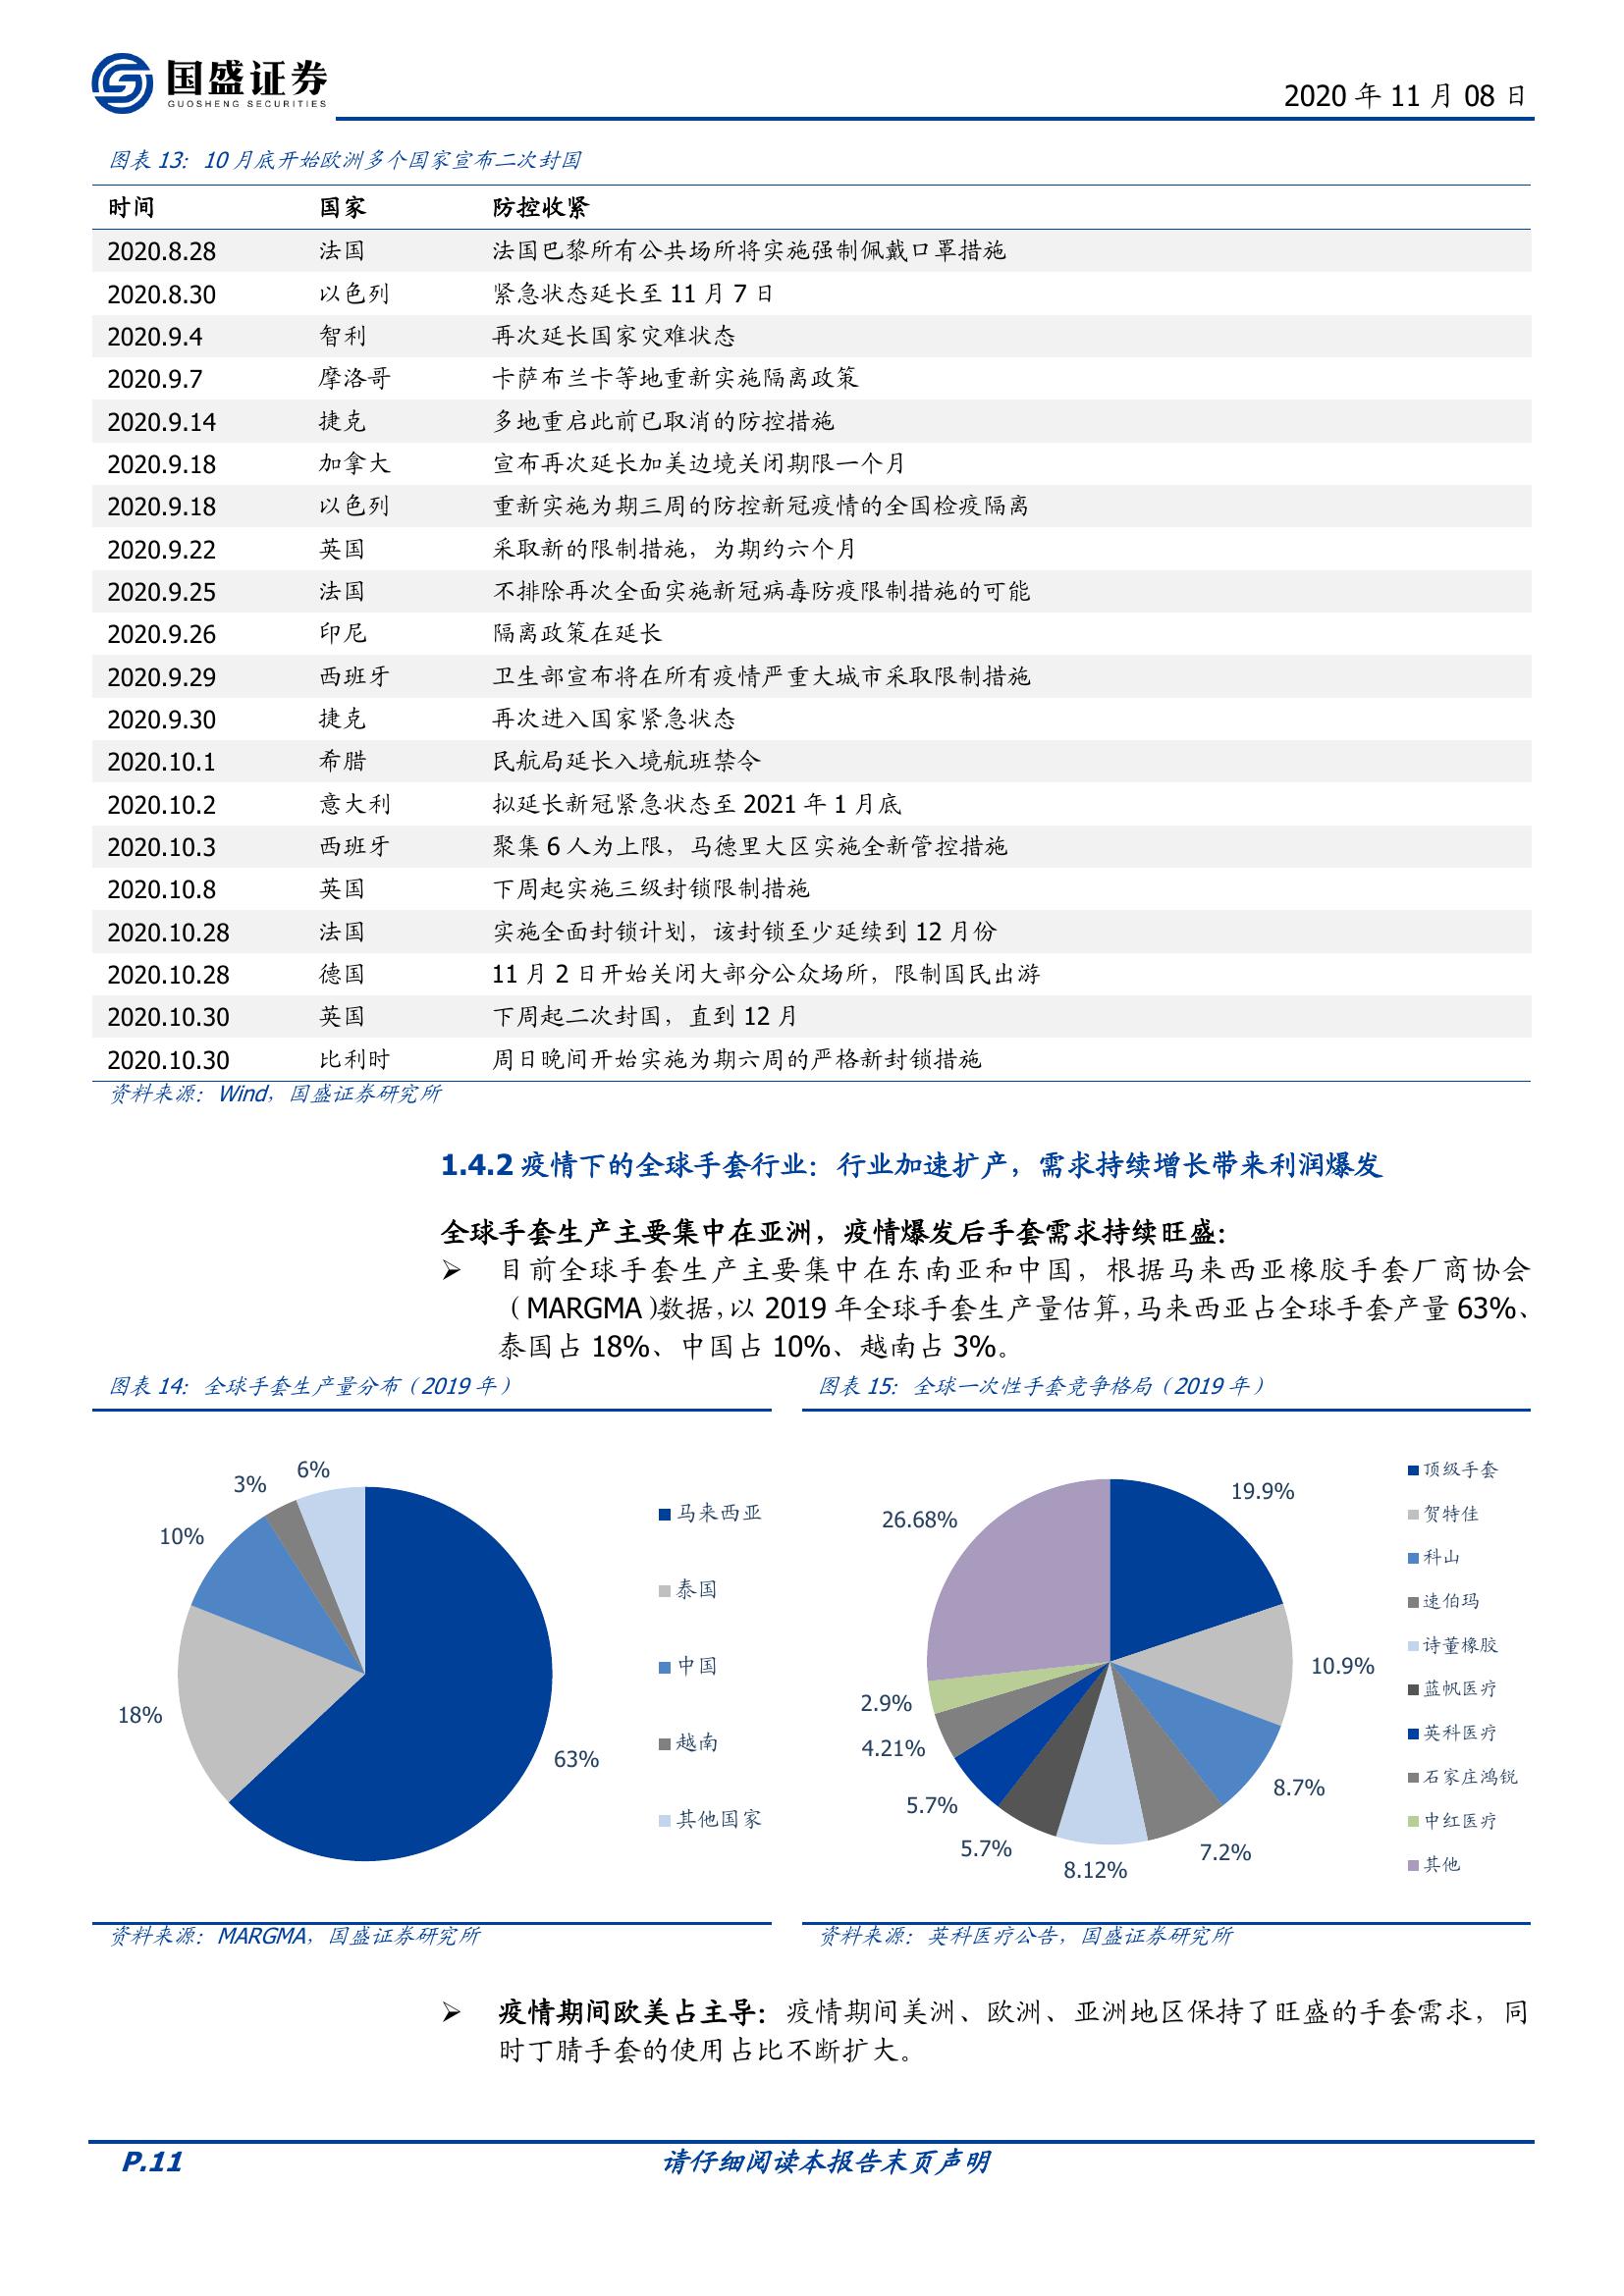 国盛证券
GUOSHENG SECURITIES
2020 年 11 月 08 日
图表 13：10 月底开始欧洲多个国家宣布二次封国
时间 国家 防控收紧
2020.8.28 法国 法国巴黎所有公共场所将实施强制佩戴口罩措施
2020.8.30 以色列 紧急状态延长至 11 月 7 日
2020.9.4 智利 再次延长国家灾难状态
2020.9.7 摩洛哥 卡萨布兰卡等地重新实施隔离政策
2020.9.14 捷克 多地重启此前已取消的防控措施
2020.9.18 加拿大 宣布再次延长加美边境关闭期限一个月
2020.9.18 以色列 重新实施为期三周的防控新冠疫情的全国检疫隔离
2020.9.22 英国 采取新的限制措施，为期约六个月
2020.9.25 法国 不排除再次全面实施新冠病毒防疫限制措施的可能
2020.9.26 印尼 隔离政策在延长
2020.9.29 西班牙 卫生部宣布将在所有疫情严重大城市采取限制措施
2020.9.30 捷克 再次进入国家紧急状态
2020.10.1 希腊 民航局延长入境航班禁令
2020.10.2 意大利 拟延长新冠紧急状态至 2021 年 1 月底
2020.10.3 西班牙 聚集 6 人为上限，马德里大区实施全新管控措施
2020.10.8 英国 下周起实施三级封锁限制措施
2020.10.28 法国 实施全面封锁计划，该封锁至少延续到 12 月份
2020.10.28 德国 11 月 2 日开始关闭大部分公众场所，限制国民出游
2020.10.30 英国 下周起二次封国，直到 12 月
2020.10.30 比利时 周日晚间开始实施为期六周的严格新封锁措施
资料来源：Wind，国盛证券研究所
1.4.2 疫情下的全球手套行业：行业加速扩产，需求持续增长带来利润爆发
全球手套生产主要集中在亚洲，疫情爆发后手套需求持续旺盛：
➢ 目前全球手套生产主要集中在东南亚和中国，根据马来西亚橡胶手套厂商协会
（MARGMA）数据，以 2019 年全球手套生产量估算，马来西亚占全球手套产量 63%、
泰国占 18%、中国占 10%、越南占 3%。
图表 14：全球手套生产量分布（2019 年）
6%
3%
10%
18%
63%
马来西亚
泰国
中国
越南
其他国家
资料来源：MARGMA，国盛证券研究所
图表 15：全球一次性手套竞争格局（2019 年）
19.9%
10.9%
8.7%
7.2%
8.12%
5.7%
5.7%
4.21%
2.9%
26.68%
顶级手套
贺特佳
科山
速伯玛
诗董橡胶
蓝帆医疗
英科医疗
石家庄鸿锐
中红医疗
其他
资料来源：英科医疗公告，国盛证券研究所
➢ 疫情期间欧美占主导：疫情期间美洲、欧洲、亚洲地区保持了旺盛的手套需求，同
时丁腈手套的使用占比不断扩大。
P.11
请仔细阅读本报告末页声明